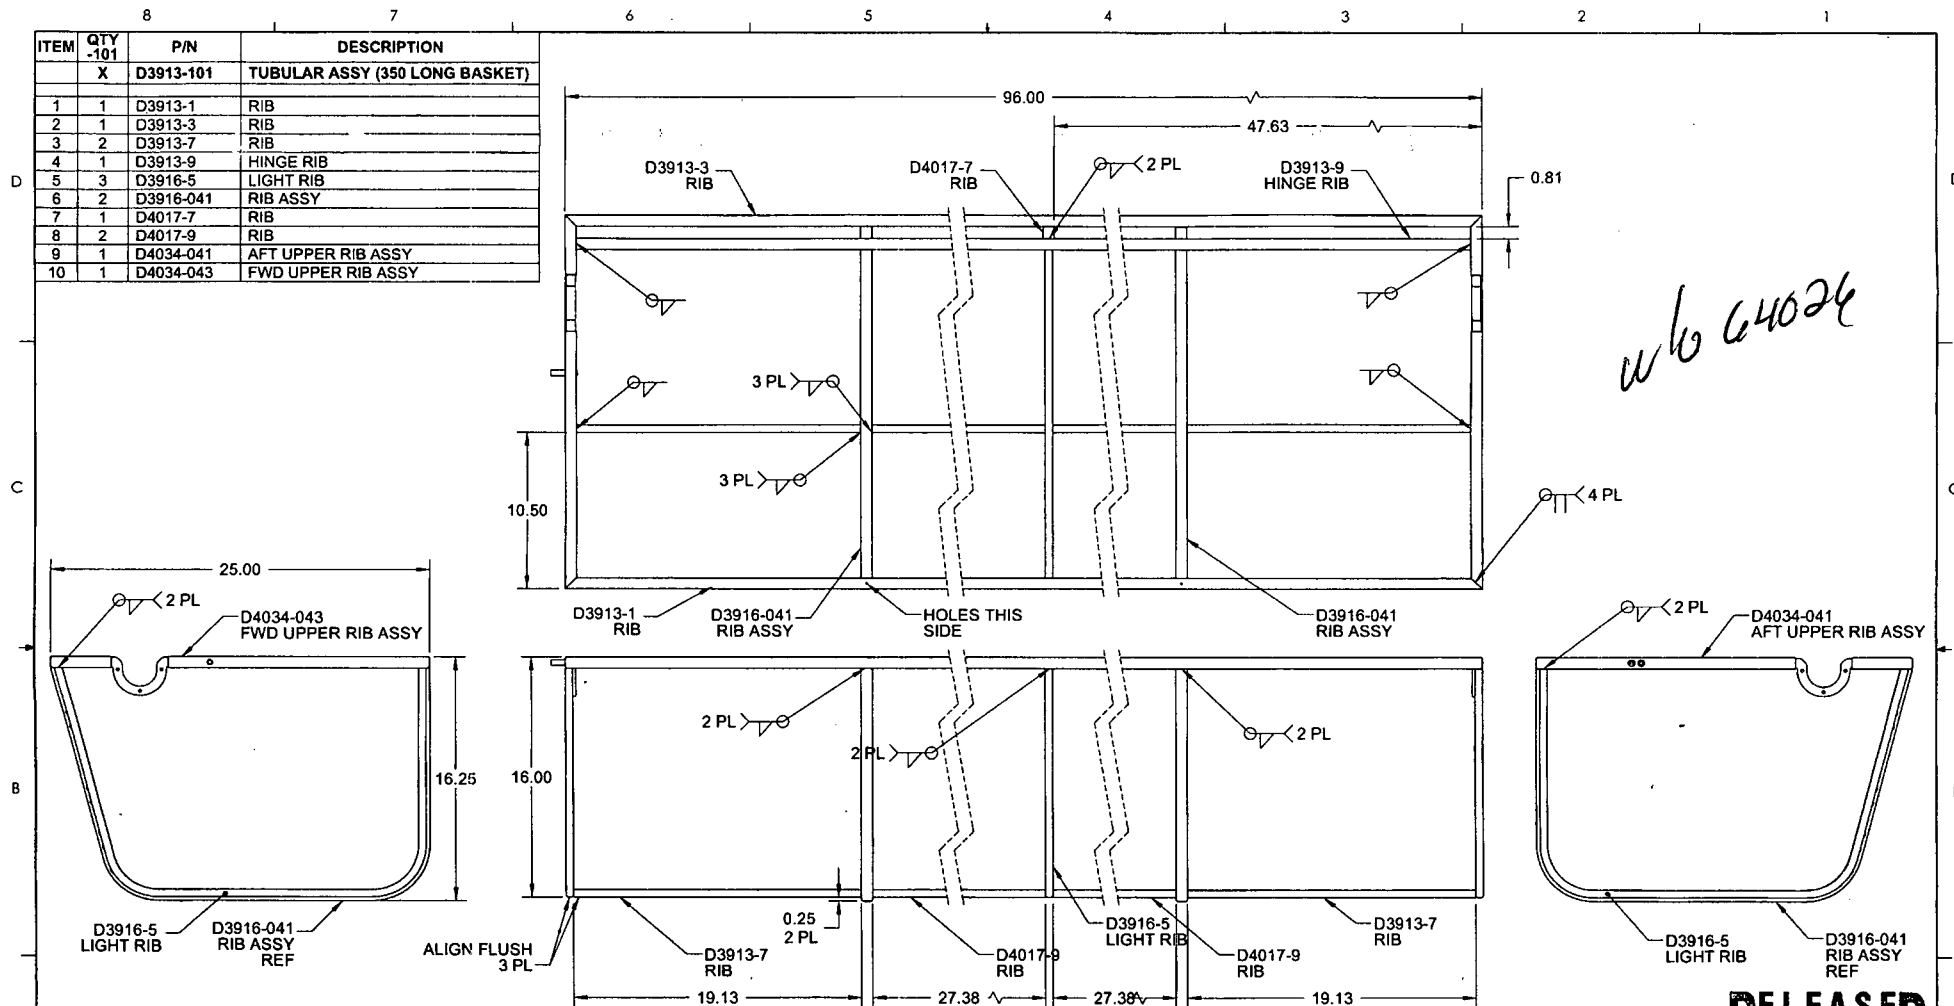 8 7 6 5 4 3 2 1
ITEM QTY -101 P/N DESCRIPTION
X D3913-101 TUBULAR ASSY (350 LONG BASKET)
1 1 D3913-1 RIB
2 1 D3913-3 RIB
3 2 D3913-7 RIB
4 1 D3913-9 HINGE RIB
5 3 D3916-5 LIGHT RIB
6 2 D3916-041 RIB ASSY
7 1 D4017-7 RIB
8 2 D4017-9 RIB
9 1 D4034-041 AFT UPPER RIB ASSY
10 1 D4034-043 FWD UPPER RIB ASSY
D
C
B
96.00
47.63
D3913-3
RIB
D4017-7
RIB
2 PL
D3913-9
HINGE RIB
0.81
w/o 64026
3 PL
3 PL
10.50
4 PL
D3913-1
RIB
D3916-041
RIB ASSY
HOLES THIS
SIDE
D3916-041
RIB ASSY
25.00
2 PL
D4034-043
FWD UPPER RIB ASSY
16.25
D3916-5
LIGHT RIB
D3916-041
RIB ASSY
REF
16.00
2 PL
2 PL
2 PL
ALIGN FLUSH
3 PL
D3913-7
RIB
0.25
2 PL
D4017-9
RIB
D3916-5
LIGHT RIB
D4017-9
RIB
D3913-7
RIB
19.13
27.38
27.38
19.13
2 PL
D4034-041
AFT UPPER RIB ASSY
D3916-5
LIGHT RIB
D3916-041
RIB ASSY
REF
RELEASED